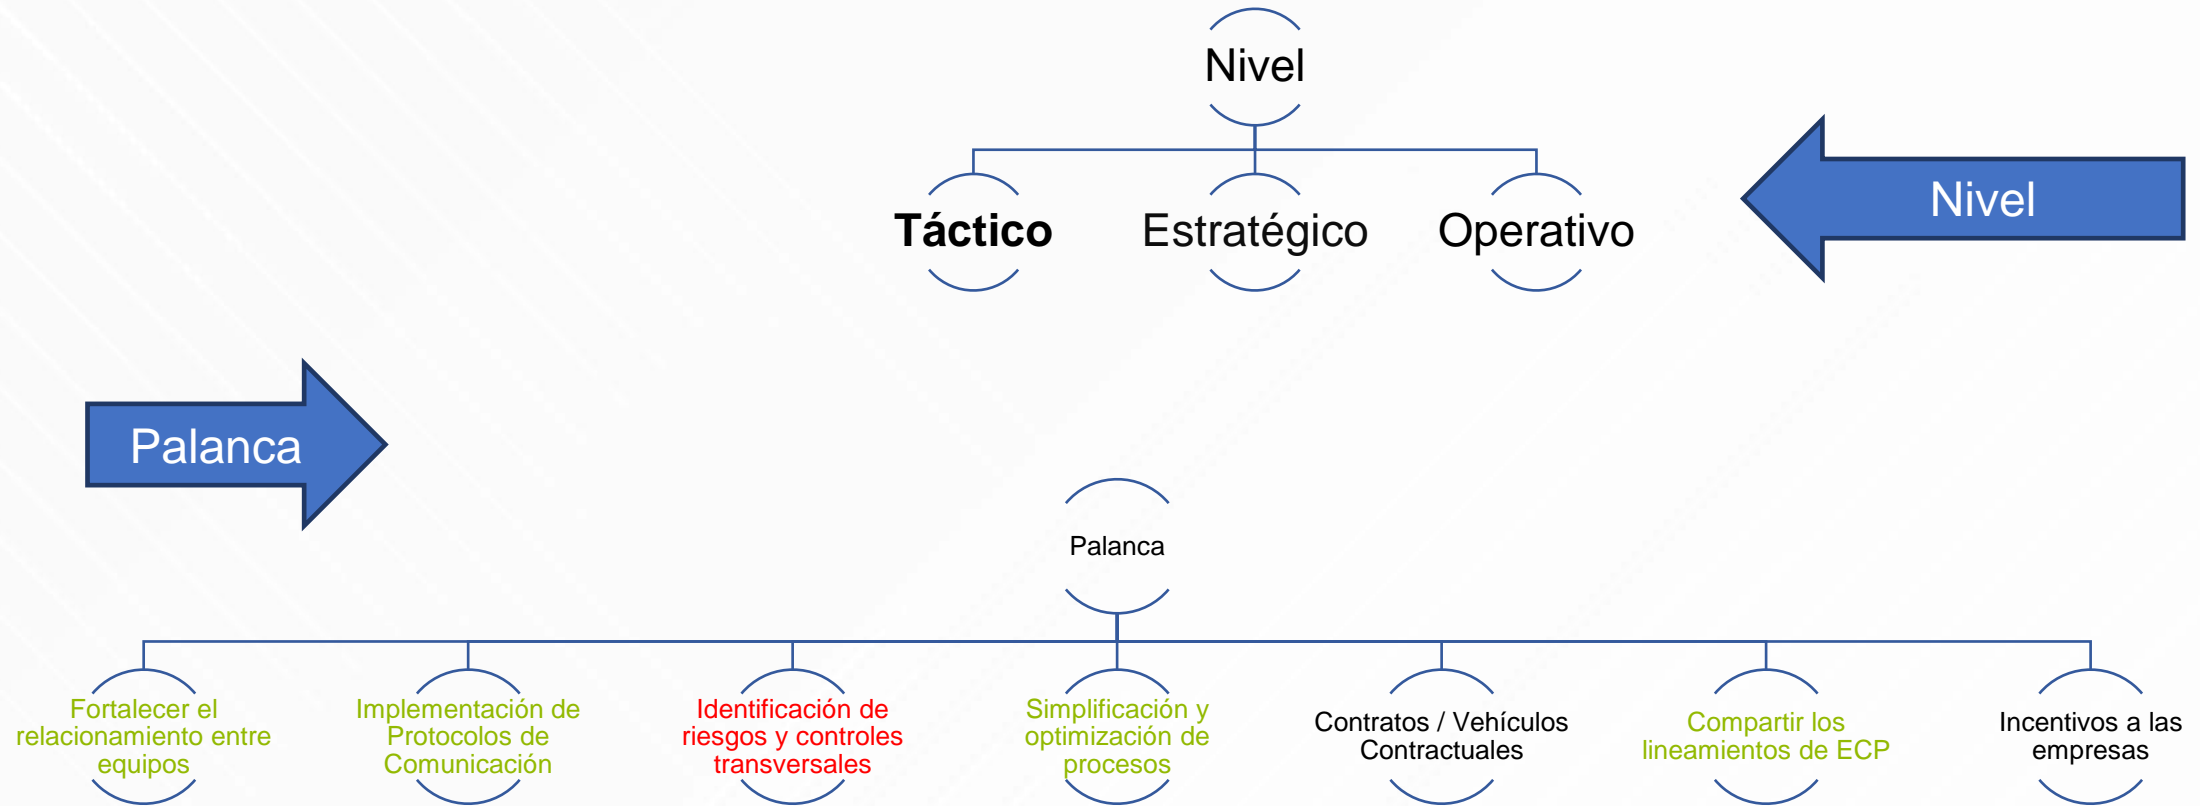 Nivel
Táctico
Estratégico
Operativo
Nivel
Palanca
Palanca
Fortalecer el
relacionamiento entre
equipos
Implementación de
Protocolos de
Comunicación
Identificación de
riesgos y controles
transversales
Simplificación y
optimización de
procesos
Contratos / Vehículos
Contractuales
Compartir los
lineamientos de ECP
Incentivos a las
empresas